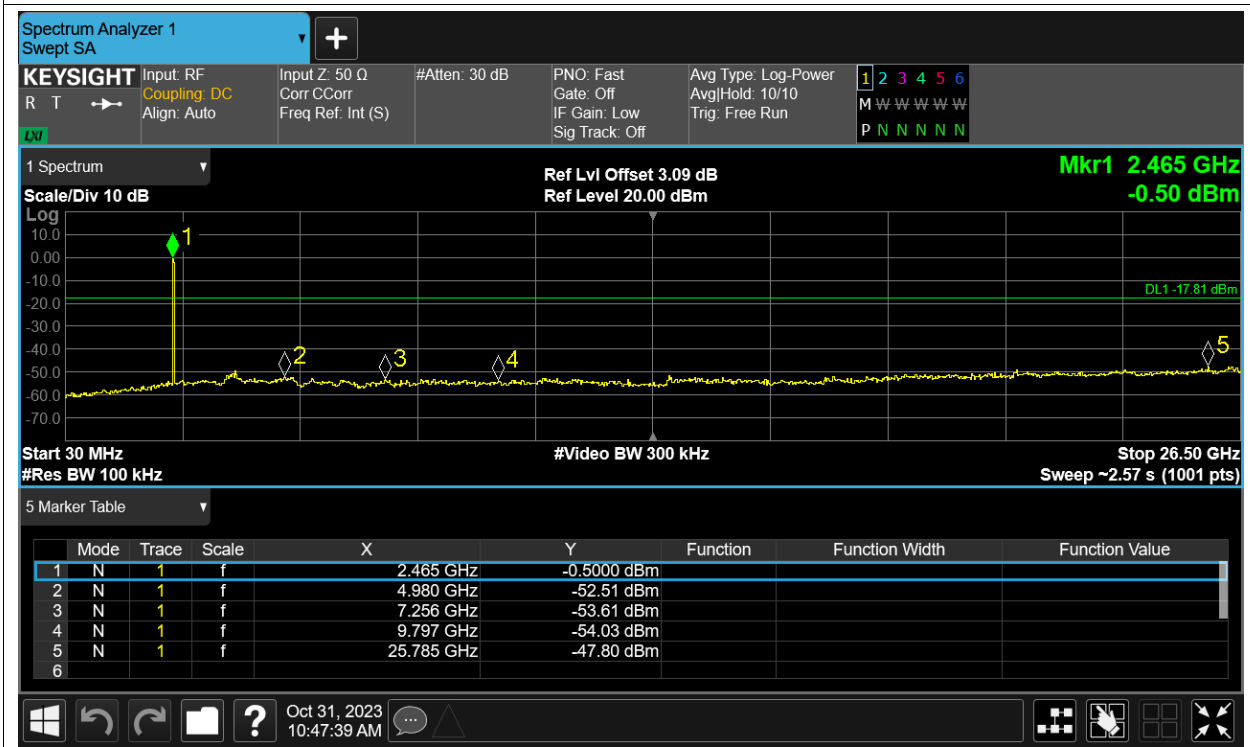 Spectrum Analyzer 1
Swept SA
+
KEYSIGHT Input: RF Input Z: 50 Ω #Atten: 30 dB PNO: Fast Avg Type: Log-Power 1 2 3 4 5 6
R T Coupling: DC Corr CCorr Gate: Off Avg|Hold: 10/10 M W W W W W
Align: Auto Freq Ref: Int (S) IF Gain: Low Trig: Free Run
LXI Sig Track: Off P N N N N N
1 Spectrum Ref Lvl Offset 3.09 dB Mkr1 2.465 GHz
Scale/Div 10 dB Ref Level 20.00 dBm -0.50 dBm
Log
10.0 1
0.00
-10.0 DL1 -17.81 dBm
-20.0
-30.0
-40.0 2 3 4 5
-50.0
-60.0
-70.0
Start 30 MHz #Video BW 300 kHz Stop 26.50 GHz
#Res BW 100 kHz Sweep ~2.57 s (1001 pts)
5 Marker Table
Mode Trace Scale X Y Function Function Width Function Value
1 N 1 f 2.465 GHz -0.5000 dBm
2 N 1 f 4.980 GHz -52.51 dBm
3 N 1 f 7.256 GHz -53.61 dBm
4 N 1 f 9.797 GHz -54.03 dBm
5 N 1 f 25.785 GHz -47.80 dBm
6
? Oct 31, 2023
10:47:39 AM